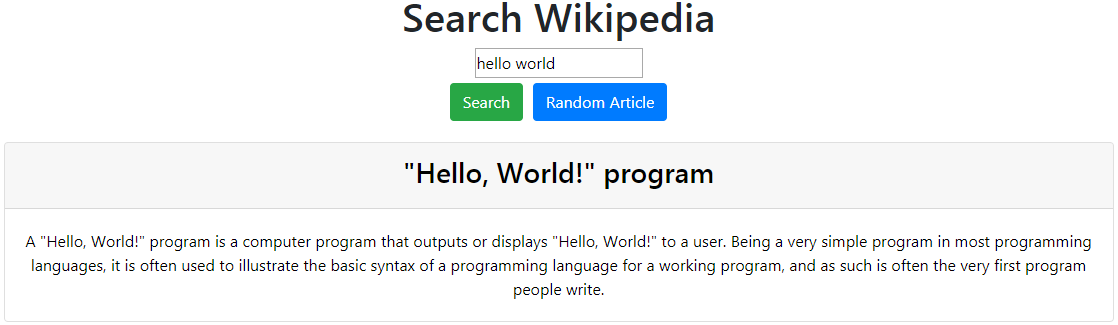 Search Wikipedia
hello world
Search Random Article
"Hello, World!" program
A "Hello, World!" program is a computer program that outputs or displays "Hello, World!" to a user. Being a very simple program in most programming
languages, it is often used to illustrate the basic syntax of a programming language for a working program, and as such is often the very first program
people write.